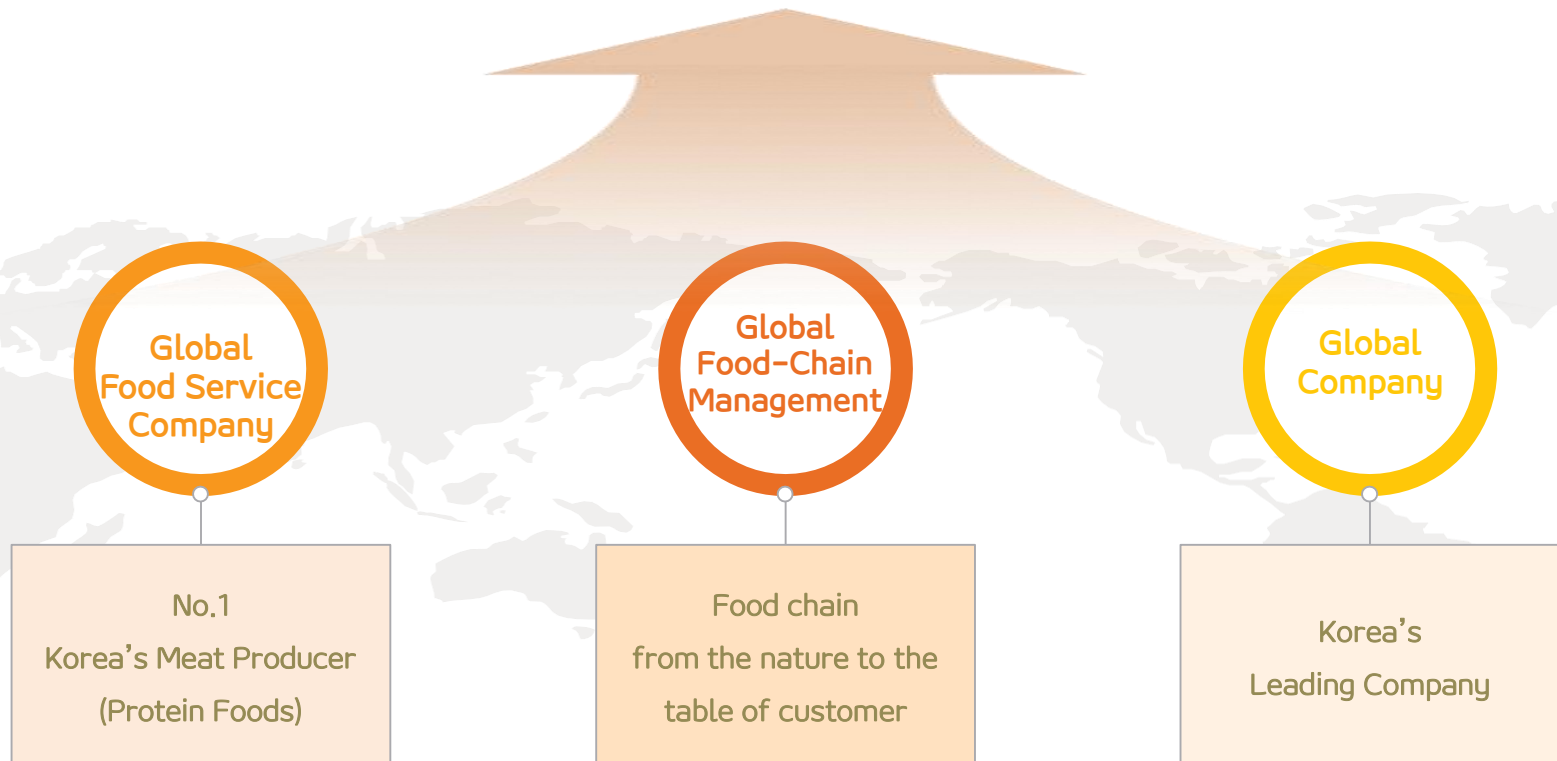 Global
Food Service
Company
Global
Food-Chain
Management
Global
Company
No.1
Korea's Meat Producer
(Protein Foods)
Food chain
from the nature to the
table of customer
Korea's
Leading Company